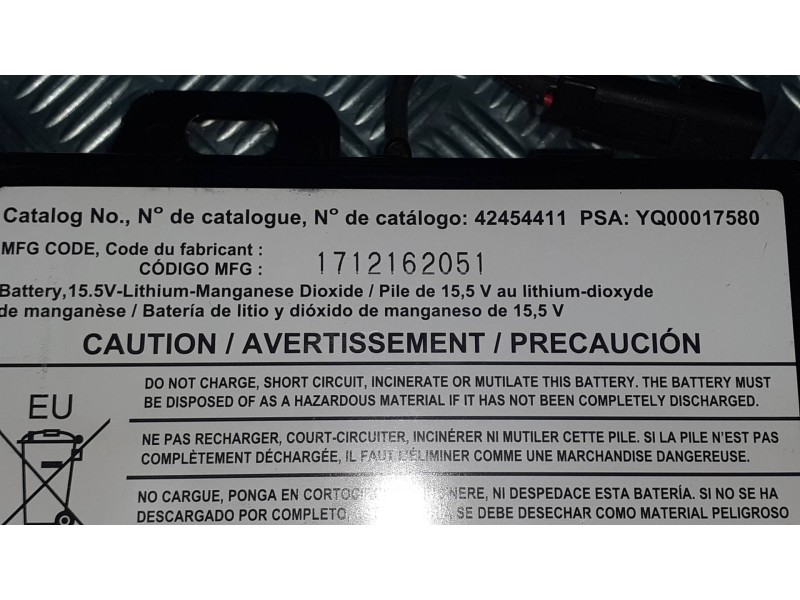 Catalog No., Nº de catalogue, Nº de catálogo: 42454411 PSA: YQ00017580
MFG CODE, Code du fabricant :
CÓDIGO MFG : 1712162051
Battery,15.5V-Lithium-Manganese Dioxide / Pile de 15,5 V au lithium-dioxyde
de manganèse / Batería de litio y dióxido de manganeso de 15,5 V
CAUTION / AVERTISSEMENT / PRECAUCIÓN
EU
DO NOT CHARGE, SHORT CIRCUIT, INCINERATE OR MUTILATE THIS BATTERY. THE BATTERY MUST
BE DISPOSED OF AS A HAZARDOUS MATERIAL IF IT HAS NOT BEEN COMPLETELY DISCHARGED.
NE PAS RECHARGER, COURT-CIRCUITER, INCINÉRER NI MUTILER CETTE PILE. SI LA PILE N'EST PAS
COMPLÈTEMENT DÉCHARGÉE, IL FAUT L'ÉLIMINER COMME UNE MARCHANDISE DANGEREUSE.
NO CARGUE, PONGA EN NI DESPEDACE ESTA BATERÍA. SI NO SE HA
DESCARGADO POR COMPLETO, SE DEBE DESECHAR COMO MATERIAL PELIGROSO